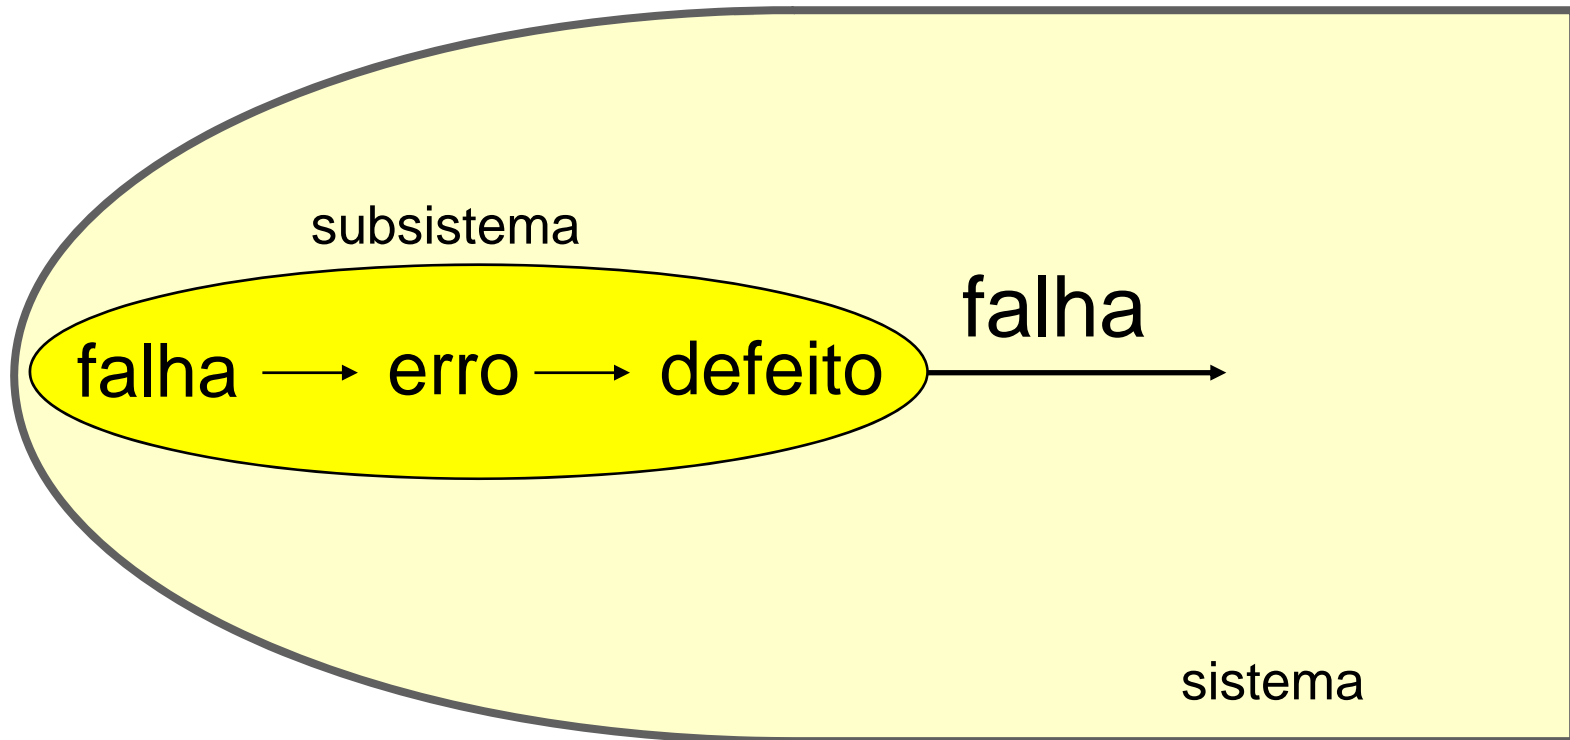 subsistema
falha
falha erro defeito
sistema